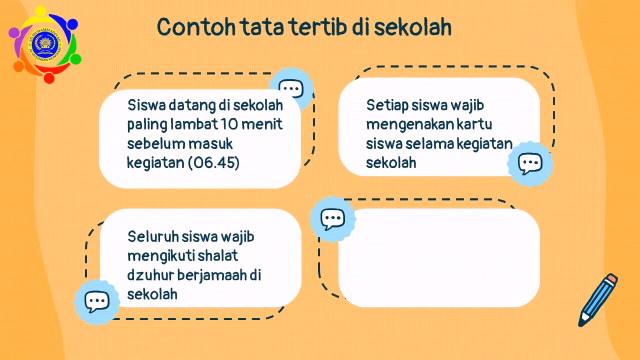 Contoh tata tertib di sekolah
Siswa datang di sekolah
paling lambat 10 menit
sebelum masuk
kegiatan (06.45)
Setiap siswa wajib
mengenakan kartu
siswa selama kegiatan
sekolah
Seluruh siswa wajib
mengikuti shalat
dzuhur berjamaah di
sekolah